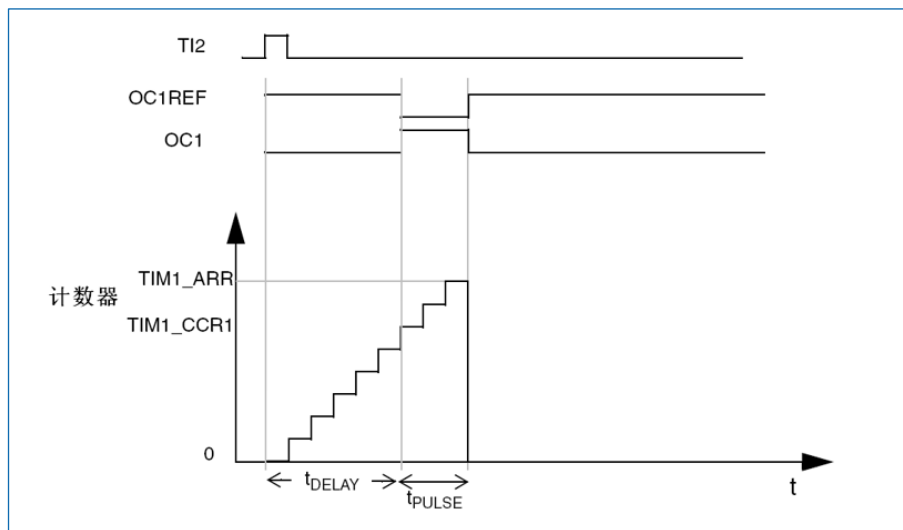 TI2
OC1REF
OC1
TIM1_ARR
计数器
TIM1_CCR1
0
tDELAY
tPULSE
t